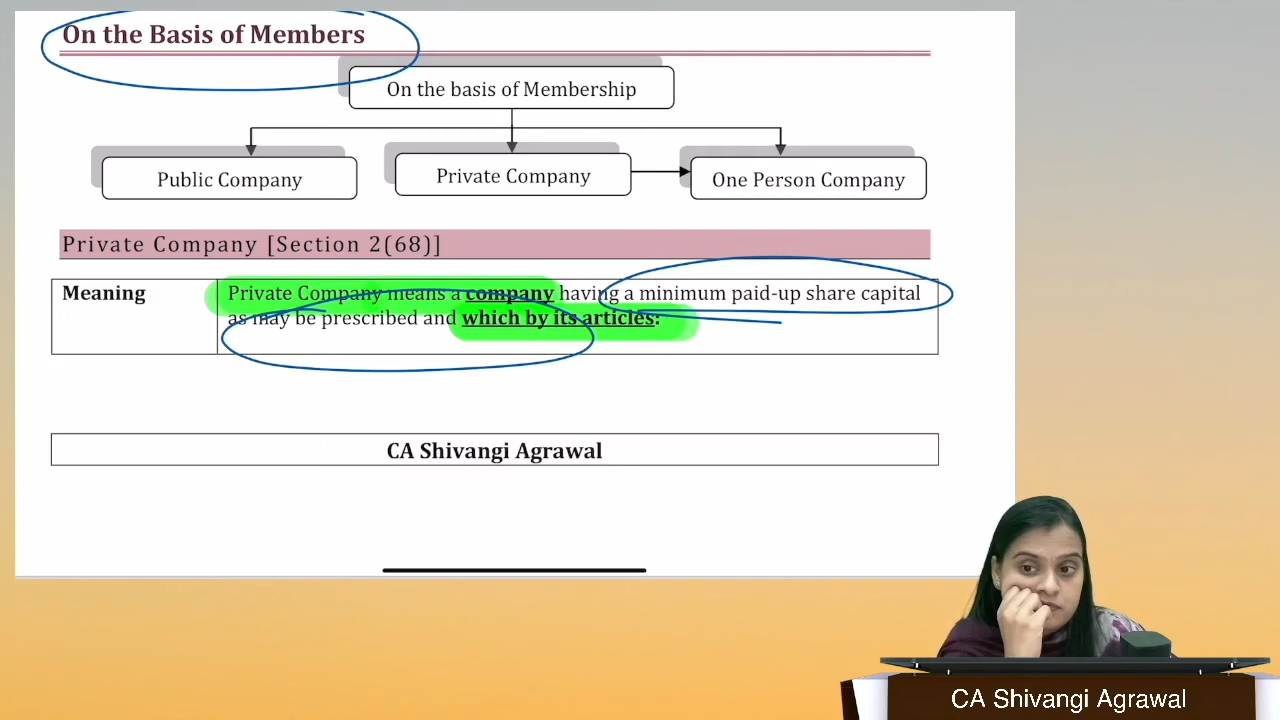 On the Basis of Members
On the basis of Membership
Public Company
Private Company
One Person Company
Private Company [Section 2(68)]
Meaning
Private Company means a company having a minimum paid-up share capital
as may be prescribed and which by its articles:
CA Shivangi Agrawal
CA Shivangi Agrawal